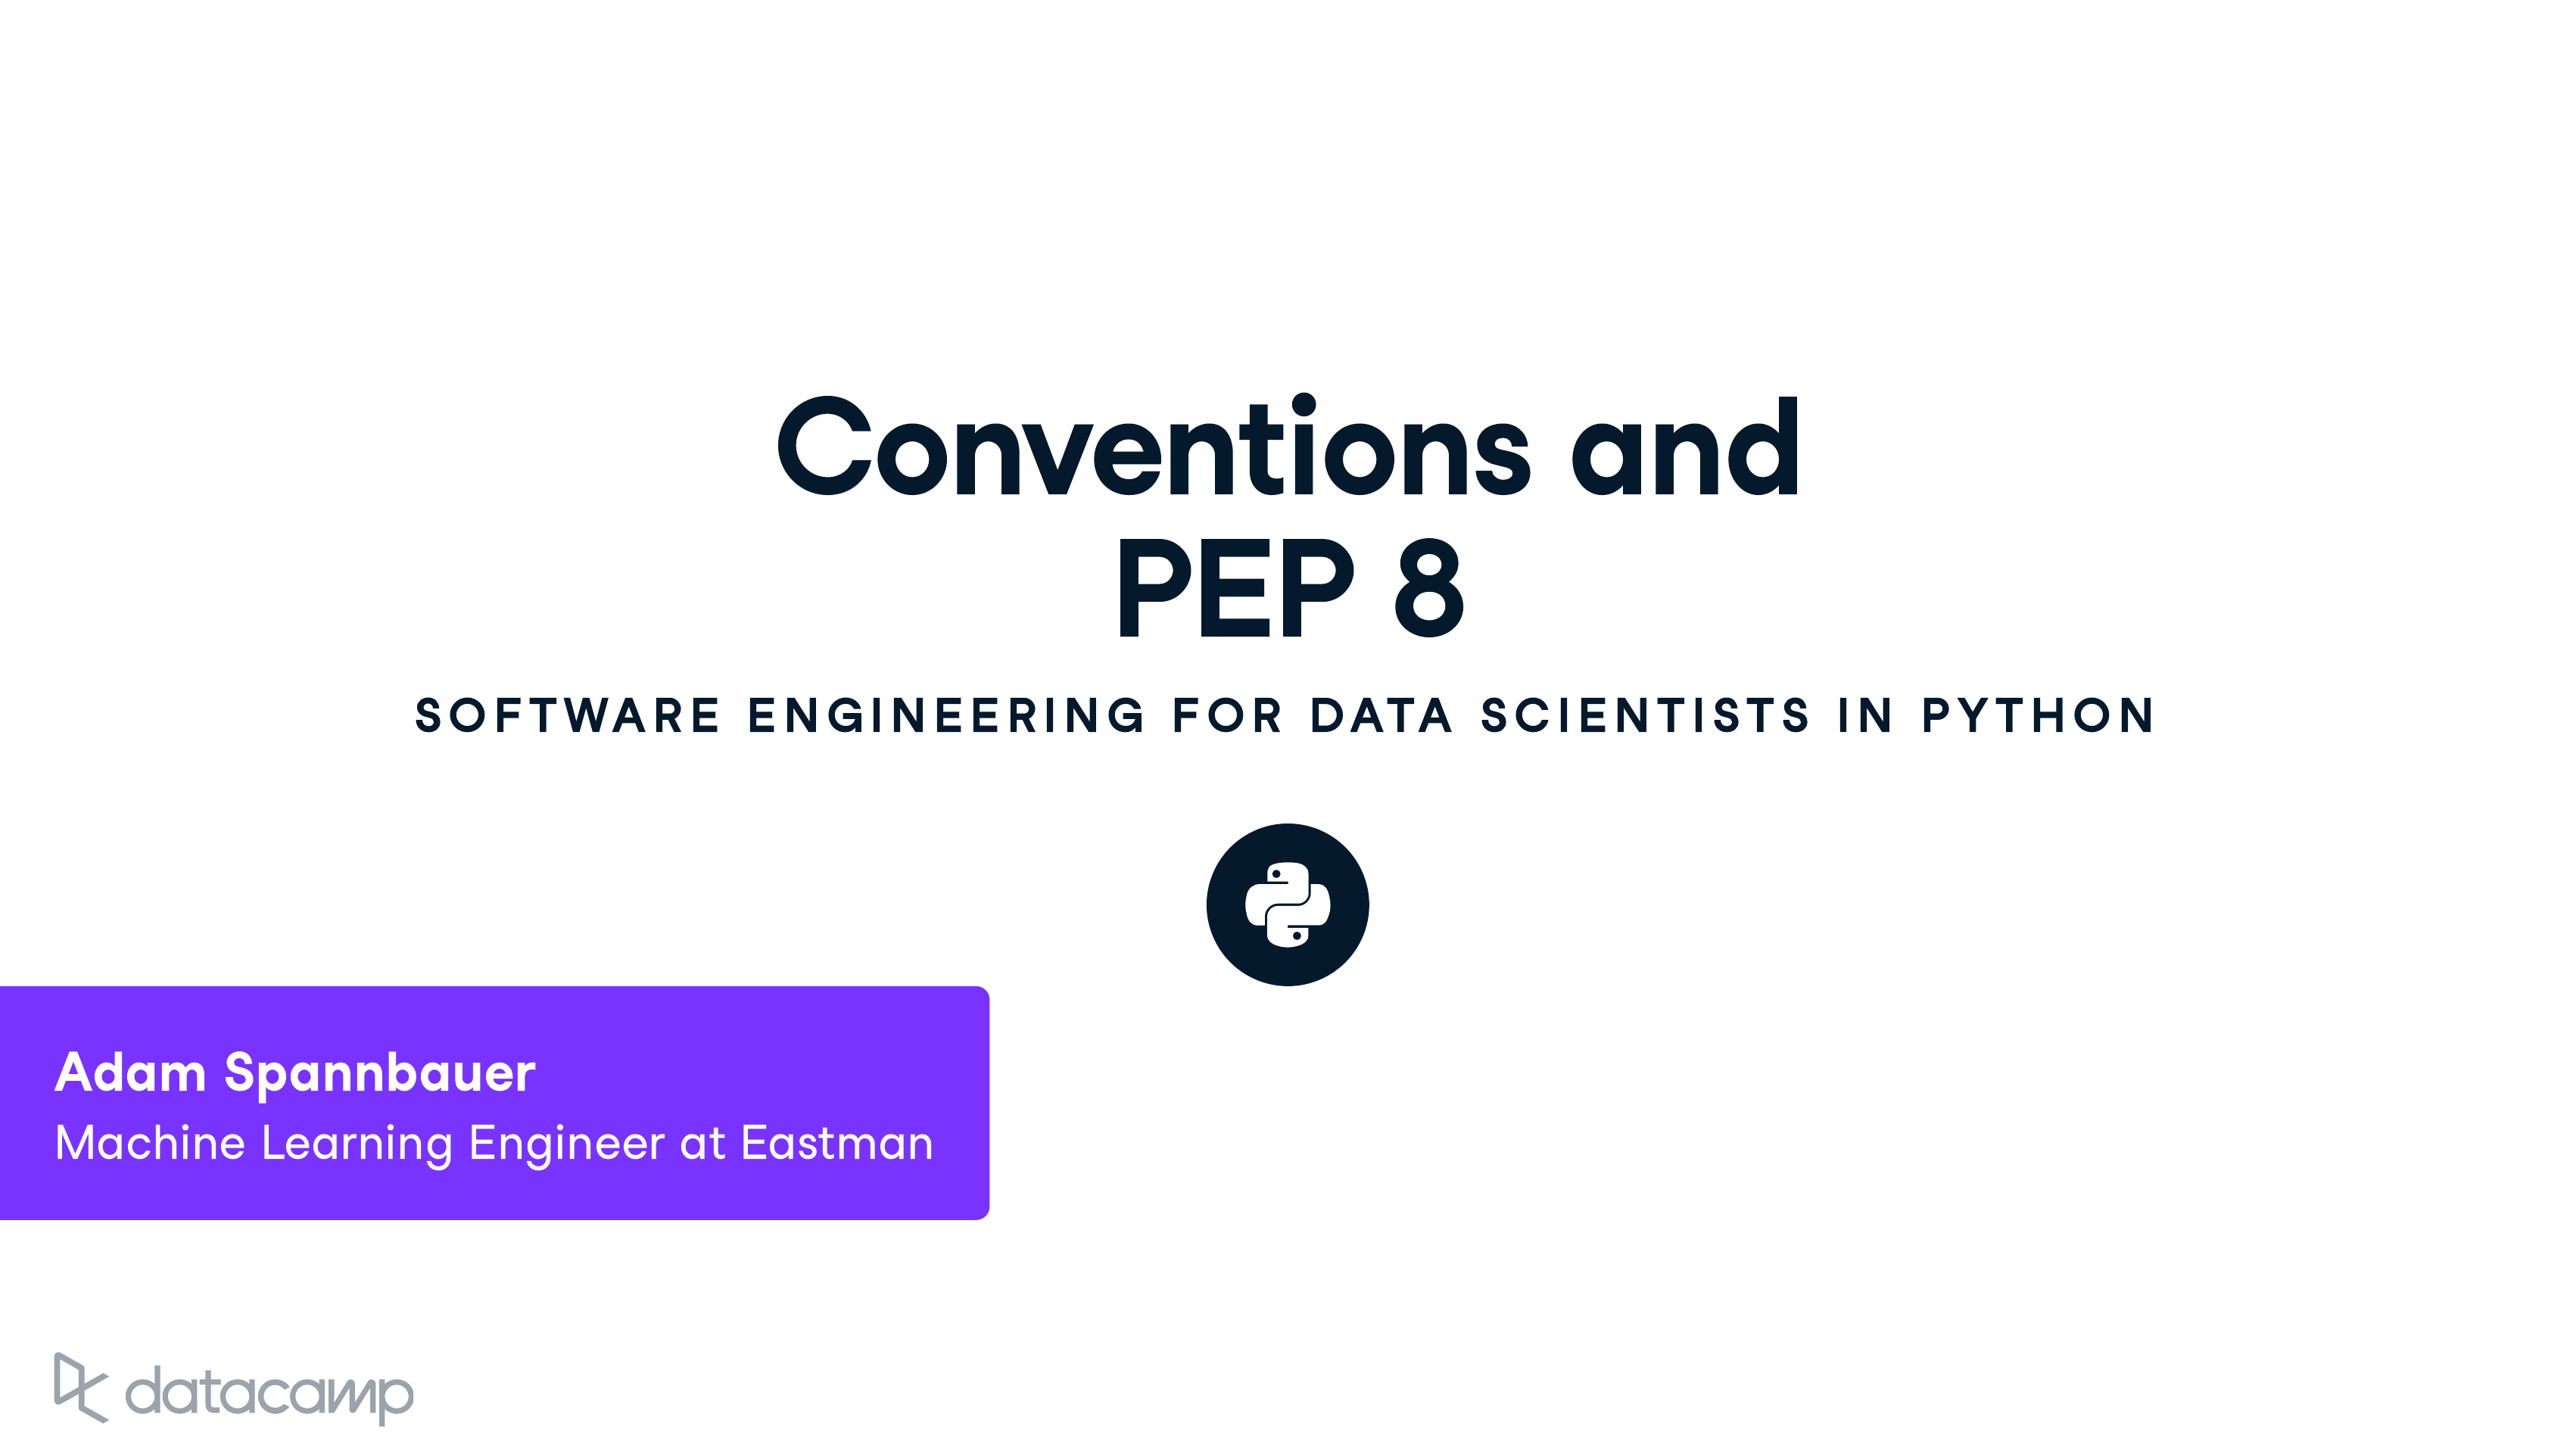 Conventions and
PEP 8
SOFTWARE ENGINEERING FOR DATA SCIENTISTS IN PYTHON
Adam Spannbauer
Machine Learning Engineer at Eastman
datacamp